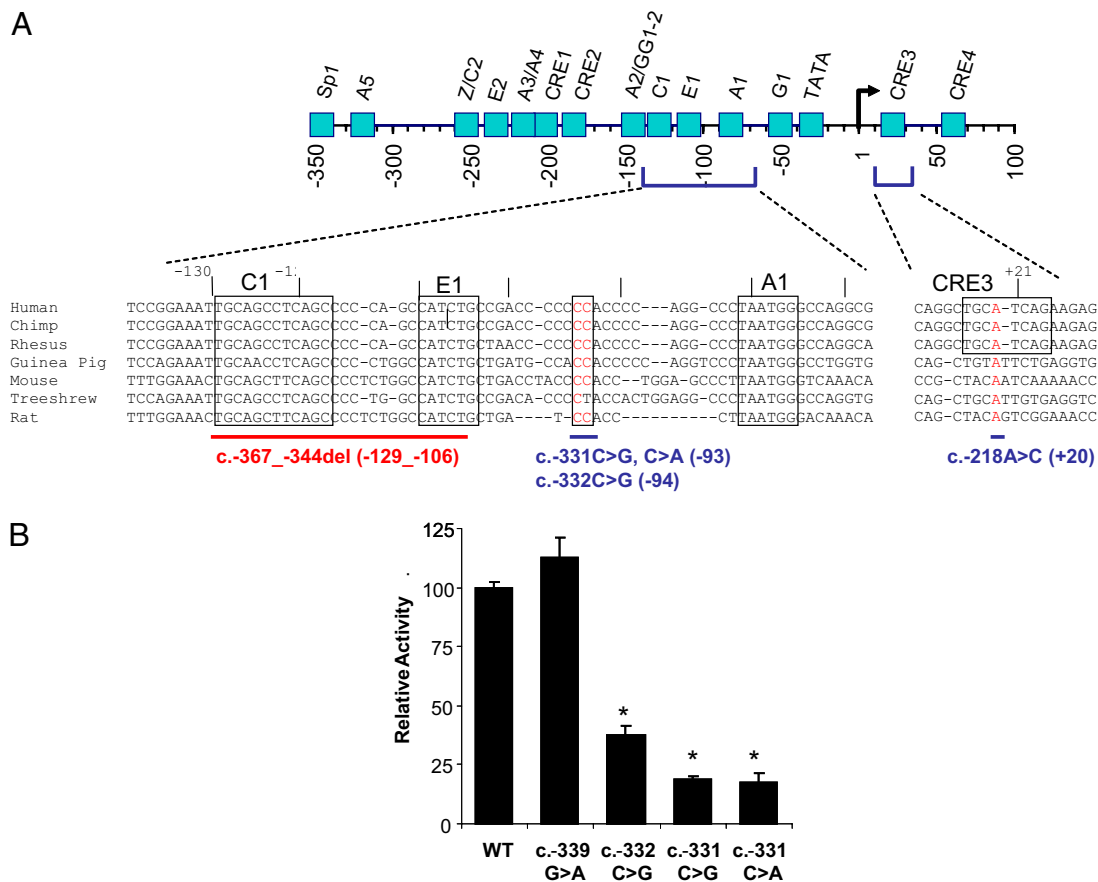 A
Sp1 A5 Z/C2 E2 A3/A4 CRE1 CRE2 A2/GG1-2 C1 E1 A1 G1 TATA CRE3 CRE4
-350 -300 -250 -200 -150 -100 -50 1 50 100
-130 -1: +21
C1 E1 A1 CRE3
Human TCCGGAAATTGCAGCCTCAGCCCC-CA-GCCATCTGCCGACC-CCCCCACCCC---AGG-CCCTAATGGGCCAGGCG CAGGCTGCA-TCAGAAGAG
Chimp TCCGGAAATTGCAGCCTCAGCCCC-CA-GCCATCTGCCGACC-CCCCCACCCC---AGG-CCCTAATGGGCCAGGCG CAGGCTGCA-TCAGAAGAG
Rhesus TCCGGAAATTGCAGCCTCAGCCCC-CA-GCCATCTGCTAACC-CCCCCACCCC---AGG-CCCTAATGGGCCAGGCA CAGGCTGCA-TCAGAAGAG
Guinea Pig TCCAGAAATTGCAACCTCAGCCCC-CTGGCCATCTGCTGATG-CCACCACCCCCC-AGGTCCCTAATGGGCCTGGTG CAG-CTGTATTCTGAGGTG
Mouse TTTGGAAACTGCAGCTTCAGCCCCTCTGGCCATCTGCTGACCTACCCCACC--TGGA-GCCCTTAATGGGTCAAACA CCG-CTACAATCAAAAACC
Treeshrew TCCAGAAATTGCAGCCTCAGCCCC-TG-GCCATCTGCCGACA-CCCCTACCACTGGAGGCCCTAATGGGCCAGGTG CAG-CTGCATTGTGAGGTC
Rat TTTGGAAACTGCAGCTTCAGCCCCTCTGGCCATCTGCTGA----T-CCACC---------CTTAATGGGACAAACA CAG-CTACAGTCGGAAACC
c.-367_-344del (-129_-106)
c.-331C>G, C>A (-93)
c.-332C>G (-94)
c.-218A>C (+20)
B
Relative Activity
125
100
75
50
25
0
* * *
WT c.-339 c.-332 c.-331 c.-331
G>A C>G C>G C>A